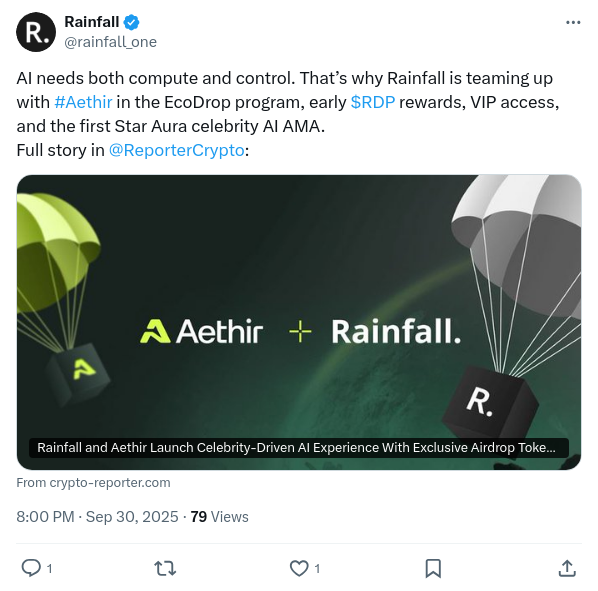 Rainfall
@rainfall_one
AI needs both compute and control. That’s why Rainfall is teaming up
with #Aethir in the EcoDrop program, early $RDP rewards, VIP access,
and the first Star Aura celebrity AI AMA.
Full story in @ReporterCrypto:
Aethir + Rainfall.
R.
Rainfall and Aethir Launch Celebrity-Driven AI Experience With Exclusive Airdrop Toke...
From crypto-reporter.com
8:00 PM · Sep 30, 2025 · 79 Views
1
1